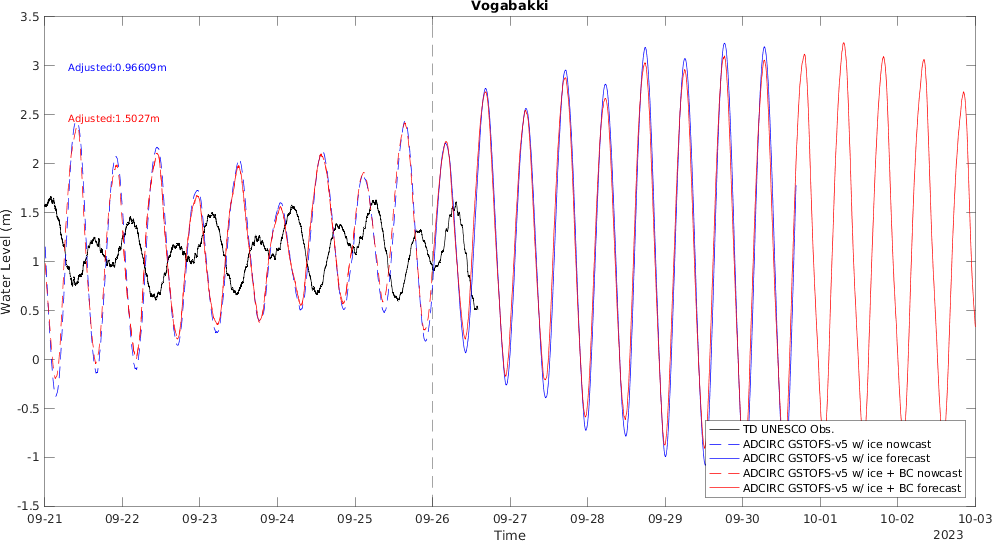 Vogabakki
3.5
3
2.5
2
1.5
1
0.5
0
-0.5
-1
-1.5
Water Level (m)
Adjusted:0.96609m
Adjusted:1.5027m
TD UNESCO Obs.
ADCIRC GSTOFS-v5 w/ ice nowcast
ADCIRC GSTOFS-v5 w/ ice forecast
ADCIRC GSTOFS-v5 w/ ice + BC nowcast
ADCIRC GSTOFS-v5 w/ ice + BC forecast
09-21 09-22 09-23 09-24 09-25 09-26 09-27 09-28 09-29 09-30 10-01 10-02 10-03
Time
2023